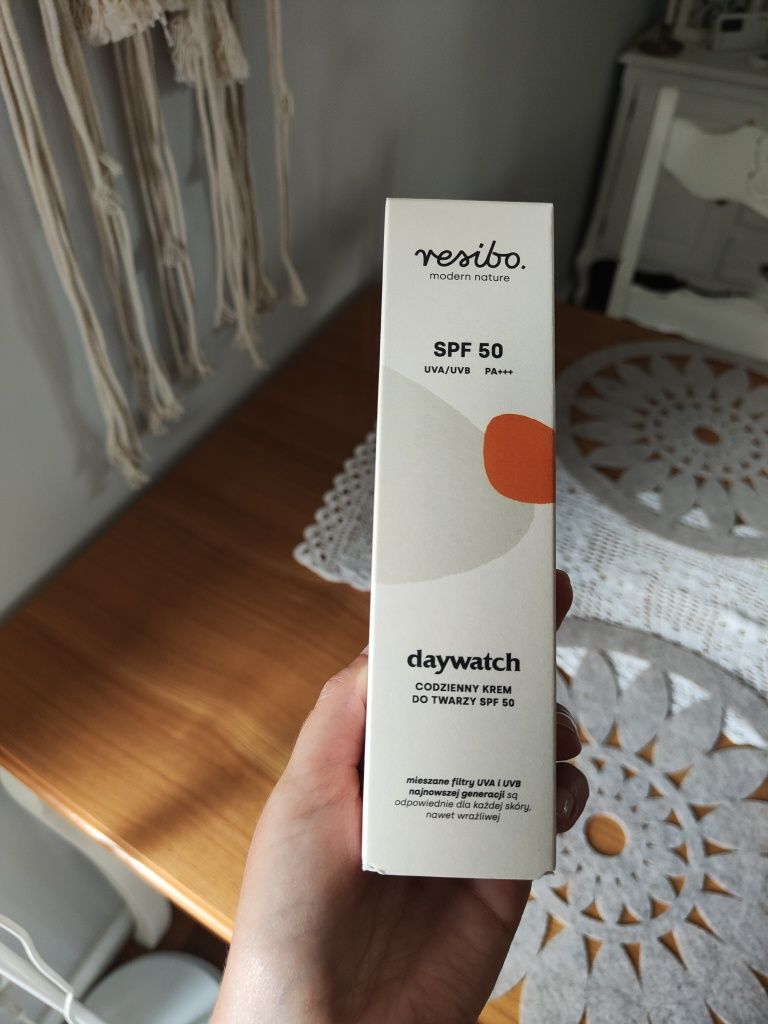 resibo.
modern nature
SPF 50
UVA/UVB PA+++
daywatch
CODZIENNY KREM
DO TWARZY SPF 50
mieszane filtry UVA i UVB
najnowszej generacji są
odpowiednie dla każdej skóry,
nawet wrażliwej